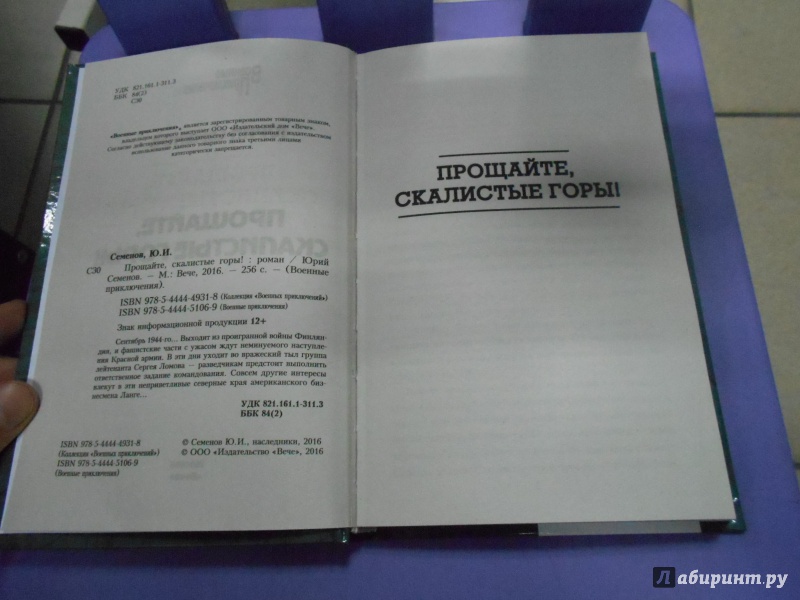 УДК 821.161.1-311.3
ББК 84(2)
С30
«Военные приключения», является зарегистрированным товарным знаком,
владельцем которого выступает ООО «Издательский дом «Вече».
Согласно действующему законодательству без согласования с издательством
использование данного товарного знака третьими лицами
категорически запрещается.
Семенов, Ю.И.
С30 Прощайте, скалистые горы! : роман / Юрий
Семенов. — М.: Вече, 2016. — 256 с. — (Военные
приключения).
ISBN 978-5-4444-4931-8 (Коллекция «Военных приключений»)
ISBN 978-5-4444-5106-9 (Военные приключения)
Знак информационной продукции 12+
Сентябрь 1944-го... Выходит из проигранной войны Финлян-
дия, и фашистские части с ужасом ждут неминуемого наступле-
ния Красной армии. В эти дни уходит во вражеский тыл группа
лейтенанта Сергея Ломова — разведчикам предстоит выполнить
ответственное задание командования. Совсем другие интересы
влекут в эти неприветливые северные края американского биз-
несмена Ланге...
УДК 821.161.1-311.3
ББК 84(2)
ISBN 978-5-4444-4931-8
(Коллекция «Военных приключений»)
ISBN 978-5-4444-5106-9
(Военные приключения)
© Семенов Ю.И., наследники, 2016
© ООО «Издательство «Вече», 2016
ПРОЩАЙТЕ,
СКАЛИСТЫЕ ГОРЫ!
Лабиринт.ру